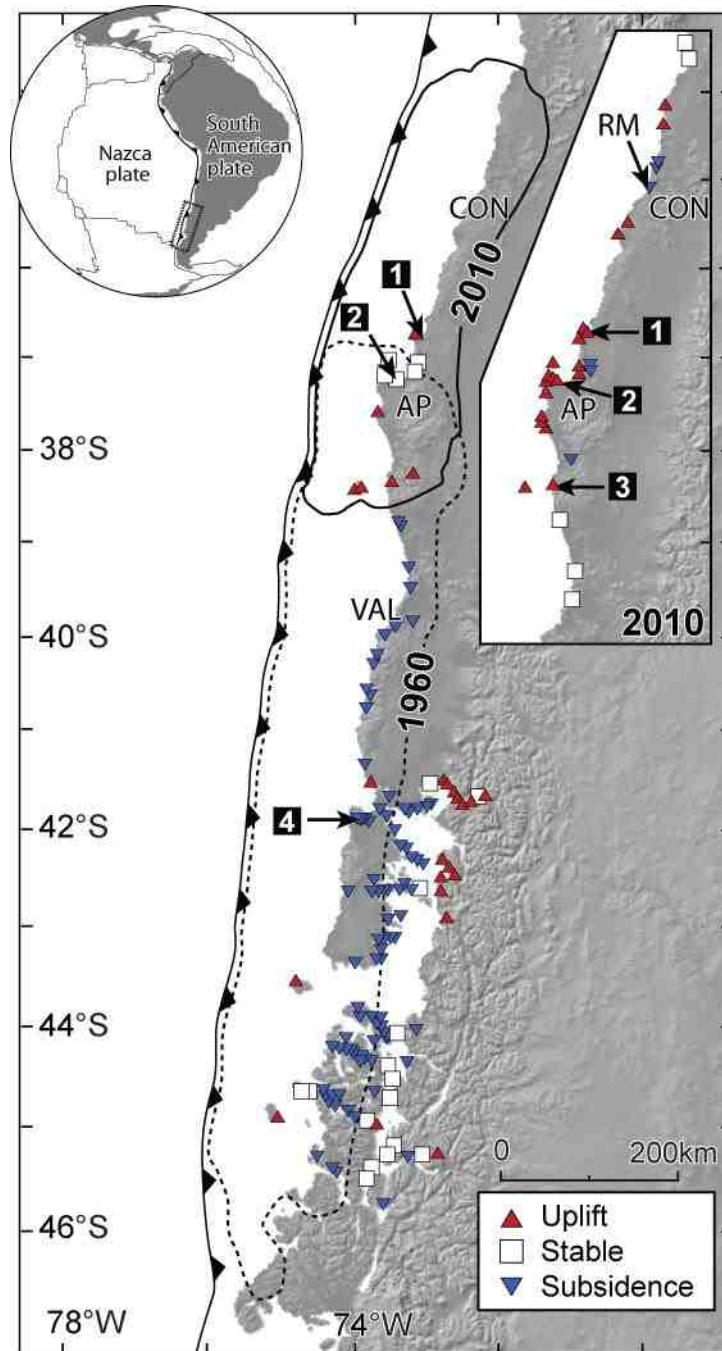 Nazca
plate
South
American
plate
RM
CON
CON
2010
1
2
1
AP
AP
2
3
38°S
VAL
2010
40°S
1960
42°S
4
44°S
0
200km
46°S
Uplift
Stable
Subsidence
78°W
74°W